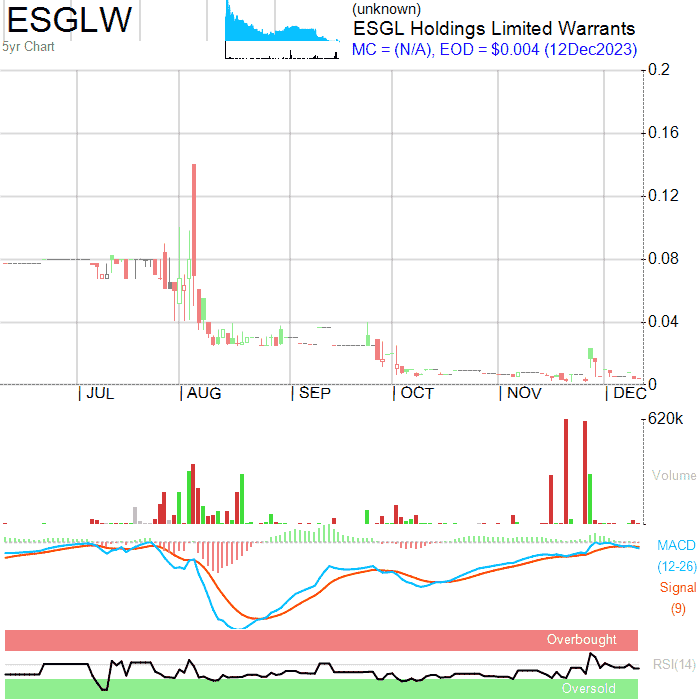 ESGLW
5yr Chart
(unknown)
ESGL Holdings Limited Warrants
MC = (N/A), EOD = $0.004 (12Dec2023)
0.2
0.16
0.12
0.08
0.04
0
JUL AUG SEP OCT NOV DEC
620k
Volume
MACD
(12-26)
Signal
(9)
Overbought
RSI(14)
Oversold